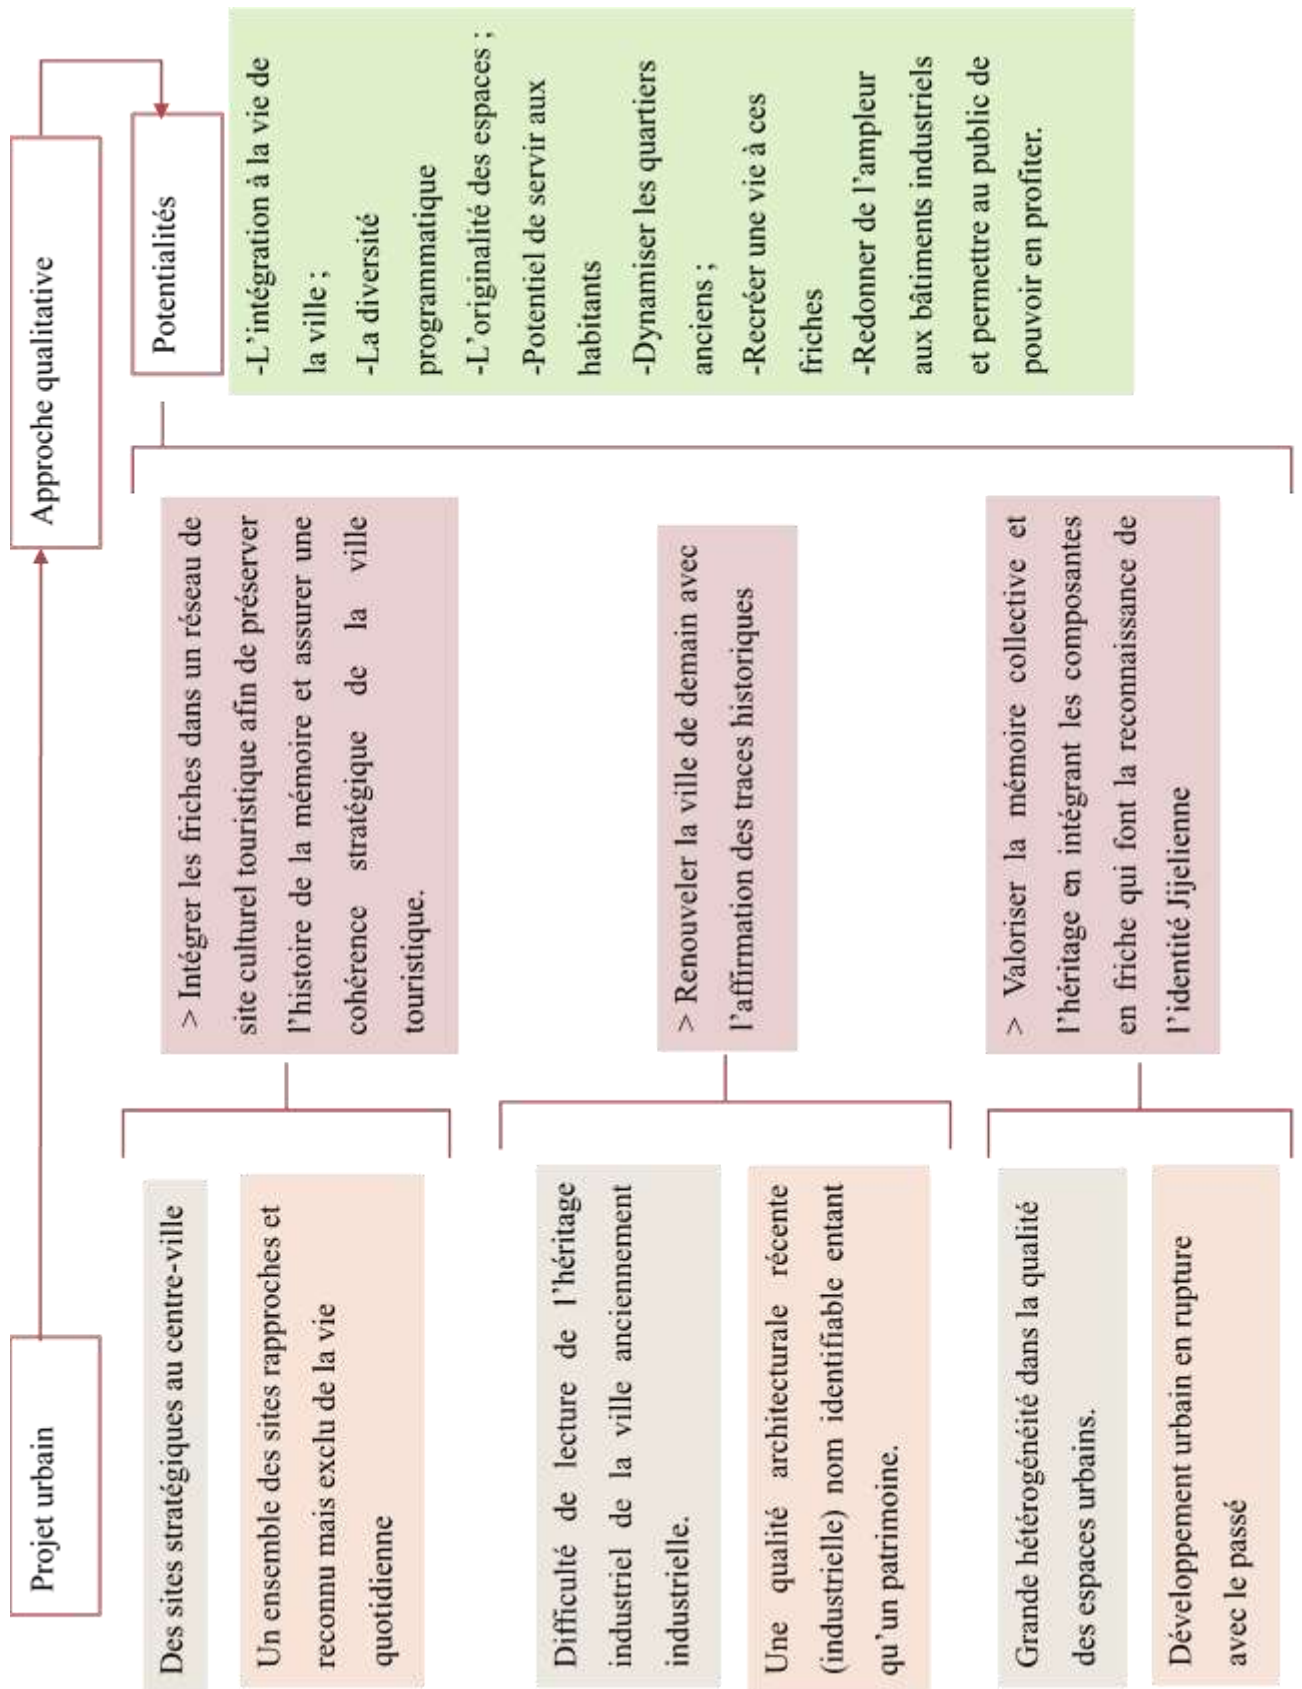 Projet urbain
Approche qualitative
Des sites stratégiques au centre-ville
Un ensemble des sites rapproches et
reconnu mais exclu de la vie
quotidienne
> Intégrer les friches dans un réseau de
site culturel touristique afin de préserver
l'histoire de la mémoire et assurer une
cohérence stratégique de la ville
touristique.
Difficulté de lecture de l'héritage
industriel de la ville anciennement
industrielle.
Une qualité architecturale récente
(industrielle) nom identifiable entant
qu'un patrimoine.
> Renouveler la ville de demain avec
l'affirmation des traces historiques
Grande hétérogénéité dans la qualité
des espaces urbains.
Développement urbain en rupture
avec le passé
> Valoriser la mémoire collective et
l'héritage en intégrant les composantes
en friche qui font la reconnaissance de
l'identité Jijelienne
Potentialités
-L'intégration à la vie de
la ville ;
-La diversité
programmatique
-L'originalité des espaces ;
-Potentiel de servir aux
habitants
-Dynamiser les quartiers
anciens ;
-Recréer une vie à ces
friches
-Redonner de l'ampleur
aux bâtiments industriels
et permettre au public de
pouvoir en profiter.